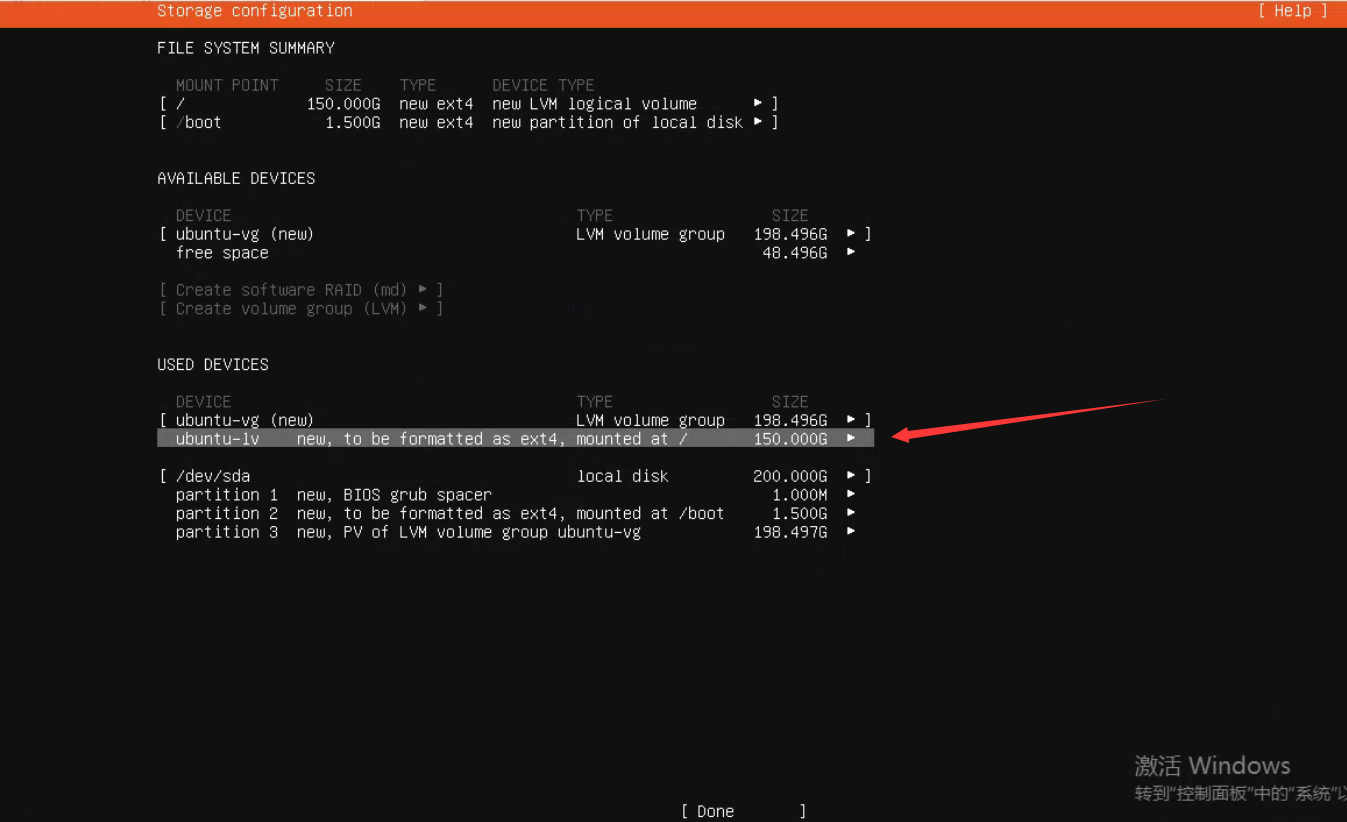 Storage configuration [ Help ]
FILE SYSTEM SUMMARY
MOUNT POINT SIZE TYPE DEVICE TYPE
[ / 150.000G new ext4 new LVM logical volume ▸ ]
[ /boot 1.500G new ext4 new partition of local disk ▸ ]
AVAILABLE DEVICES
DEVICE TYPE SIZE
[ ubuntu-vg (new) LVM volume group 198.496G ▸ ]
free space 48.496G ▸
[ Create software RAID (md) ▸ ]
[ Create volume group (LVM) ▸ ]
USED DEVICES
DEVICE TYPE SIZE
[ ubuntu-vg (new) LVM volume group 198.496G ▸ ]
ubuntu-lv new, to be formatted as ext4, mounted at / 150.000G ▸
[ /dev/sda local disk 200.000G ▸ ]
partition 1 new, BIOS grub spacer 1.000M ▸
partition 2 new, to be formatted as ext4, mounted at /boot 1.500G ▸
partition 3 new, PV of LVM volume group ubuntu-vg 198.497G ▸
激活 Windows
转到"控制面板"中的"系统"以
[ Done ]